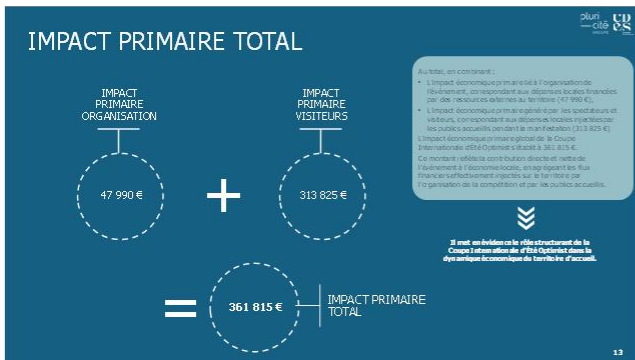 pluri
cité
GROUPE
IMPACT PRIMAIRE TOTAL
IMPACT
PRIMAIRE
ORGANISATION
IMPACT
PRIMAIRE
VISITEURS
47 990 €
+
313 825 €
=
361 815 €
IMPACT PRIMAIRE
TOTAL
Au total, en combinant :
• L'impact économique primaire lié à l'organisation de
l'événement, correspondant aux dépenses locales financées
par des ressources externes au territoire (47 990 €),
• L'impact économique primaire généré par les spectateurs et
visiteurs, correspondant aux dépenses locales injectées par
les publics accueillis pendant la manifestation (313 825 €)
L'impact économique primaire global de la Coupe
Internationale d'Été Optimist s'établit à 361 815 €.
Ce montant reflète la contribution directe et nette de
l'événement à l'économie locale, en agrégeant les flux
financiers effectivement injectés sur le territoire par
l'organisation de la compétition et par les publics accueillis.
Il met en évidence le rôle structurant de la
Coupe Internationale d'Été Optimist dans la
dynamique économique du territoire d'accueil.
13